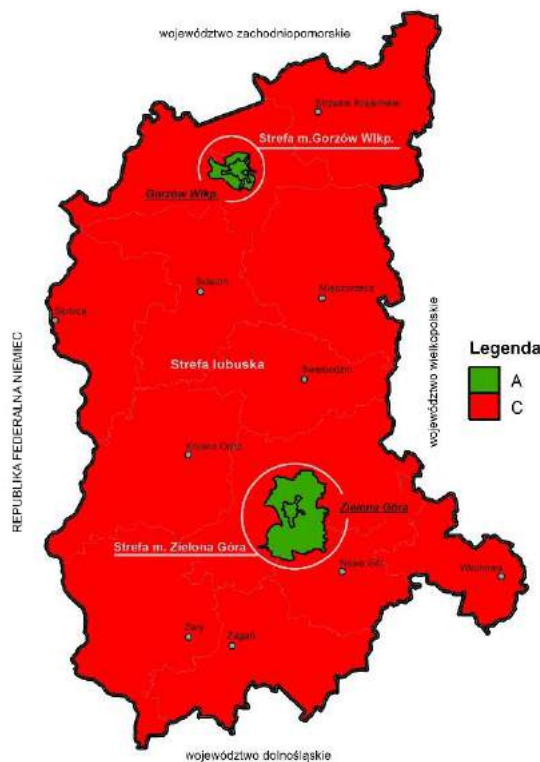 województwo zachodniopomorskie
Strzelce Krajeńskie
Strefa m.Gorzów Wlkp.
Gorzów Wlkp.
Sulęcin
Międzyrzecz
Słubice
REPUBLIKA FEDERALNA NIEMIEC
województwo wielkopolskie
Legenda
A
C
Strefa lubuska
Świebodzin
Krosno Odrz.
Zielona Góra
Strefa m. Zielona Góra
Nowa Sól
Wschowa
Żary
Żagań
województwo dolnośląskie